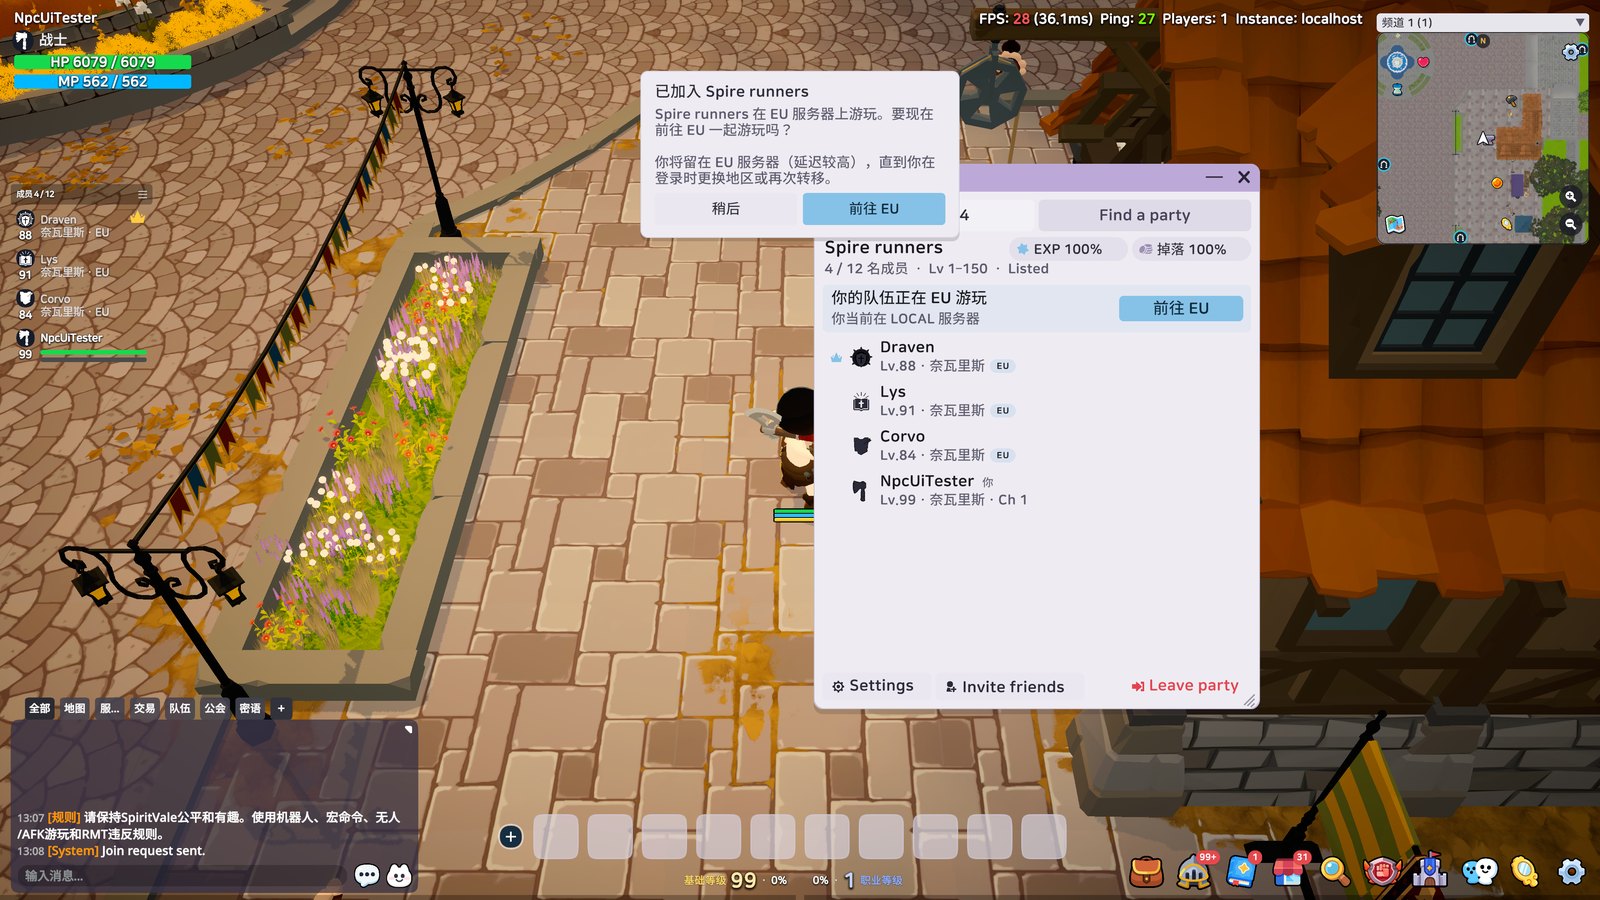 NpcUiTester
战士
HP 6079 / 6079
MP 562 / 562
FPS: 28 (36.1ms) Ping: 27 Players: 1 Instance: localhost
频道 1 (1)
N
成员 4 / 12
Draven
88 奈瓦里斯 · EU
Lys
91 奈瓦里斯 · EU
Corvo
84 奈瓦里斯 · EU
NpcUiTester
99
已加入 Spire runners
Spire runners 在 EU 服务器上游玩。要现在
前往 EU 一起游玩吗？
你将留在 EU 服务器（延迟较高），直到你在
登录时更换地区或再次转移。
稍后
前往 EU
4
Find a party
Spire runners
EXP 100%
掉落 100%
4 / 12 名成员 · Lv 1–150 · Listed
你的队伍正在 EU 游玩
你当前在 LOCAL 服务器
前往 EU
Draven
Lv.88 · 奈瓦里斯 EU
Lys
Lv.91 · 奈瓦里斯 EU
Corvo
Lv.84 · 奈瓦里斯 EU
NpcUiTester 你
Lv.99 · 奈瓦里斯 · Ch 1
Settings
Invite friends
Leave party
全部 地图 服... 交易 队伍 公会 密语 +
13:07 [规则] 请保持SpiritVale公平和有趣。使用机器人、宏命令、无人
/AFK游玩和RMT违反规则。
13:08 [System] Join request sent.
输入消息...
基础等级 99 · 0%
0% · 1 职业等级
99+
1
31